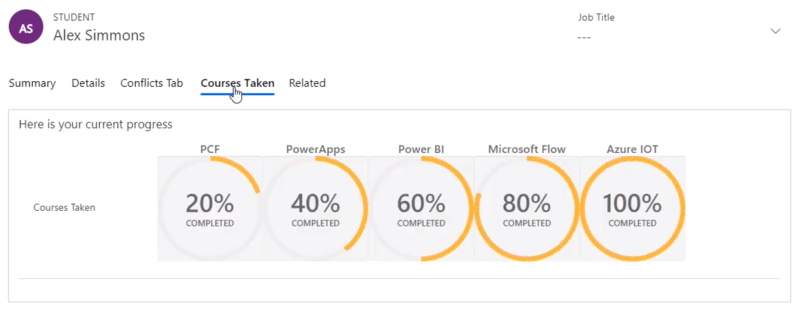 AS
STUDENT
Alex Simmons
Job Title
---
Summary Details Conflicts Tab Courses Taken Related
Here is your current progress
PCF PowerApps Power BI Microsoft Flow Azure IOT
Courses Taken
20% 40% 60% 80% 100%
COMPLETED COMPLETED COMPLETED COMPLETED COMPLETED